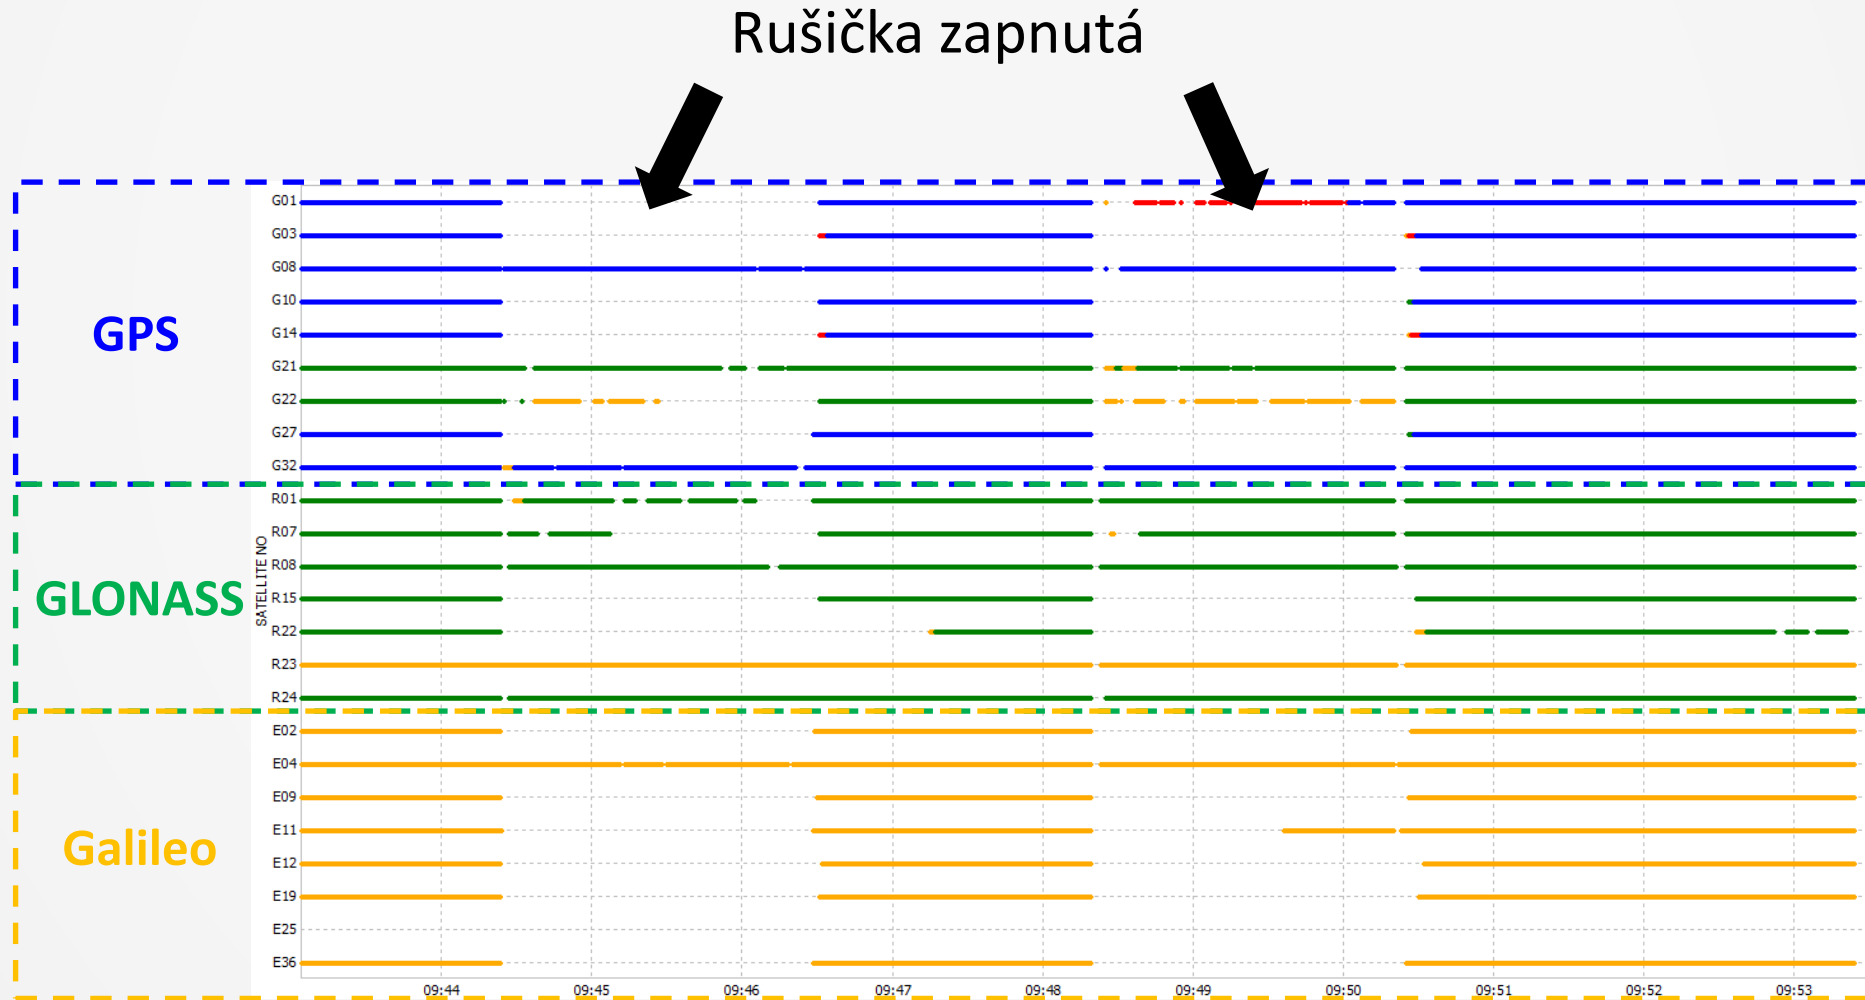 Rušička zapnutá
GPS
GLONASS
Galileo
SATELLITE NO
G01
G03
G08
G10
G14
G21
G22
G27
G32
R01
R07
R08
R15
R22
R23
R24
E02
E04
E09
E11
E12
E19
E25
E36
09:44 09:45 09:46 09:47 09:48 09:49 09:50 09:51 09:52 09:53